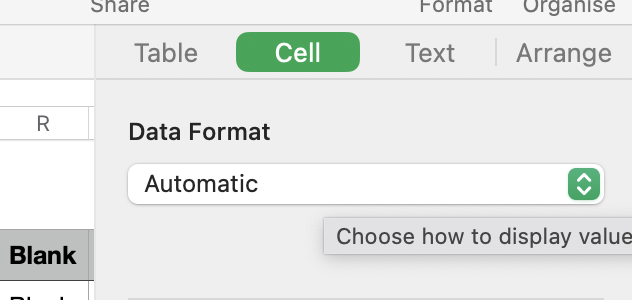 Share Format Organise
Table Cell Text Arrange
R
Data Format
Automatic
Choose how to display value
Blank